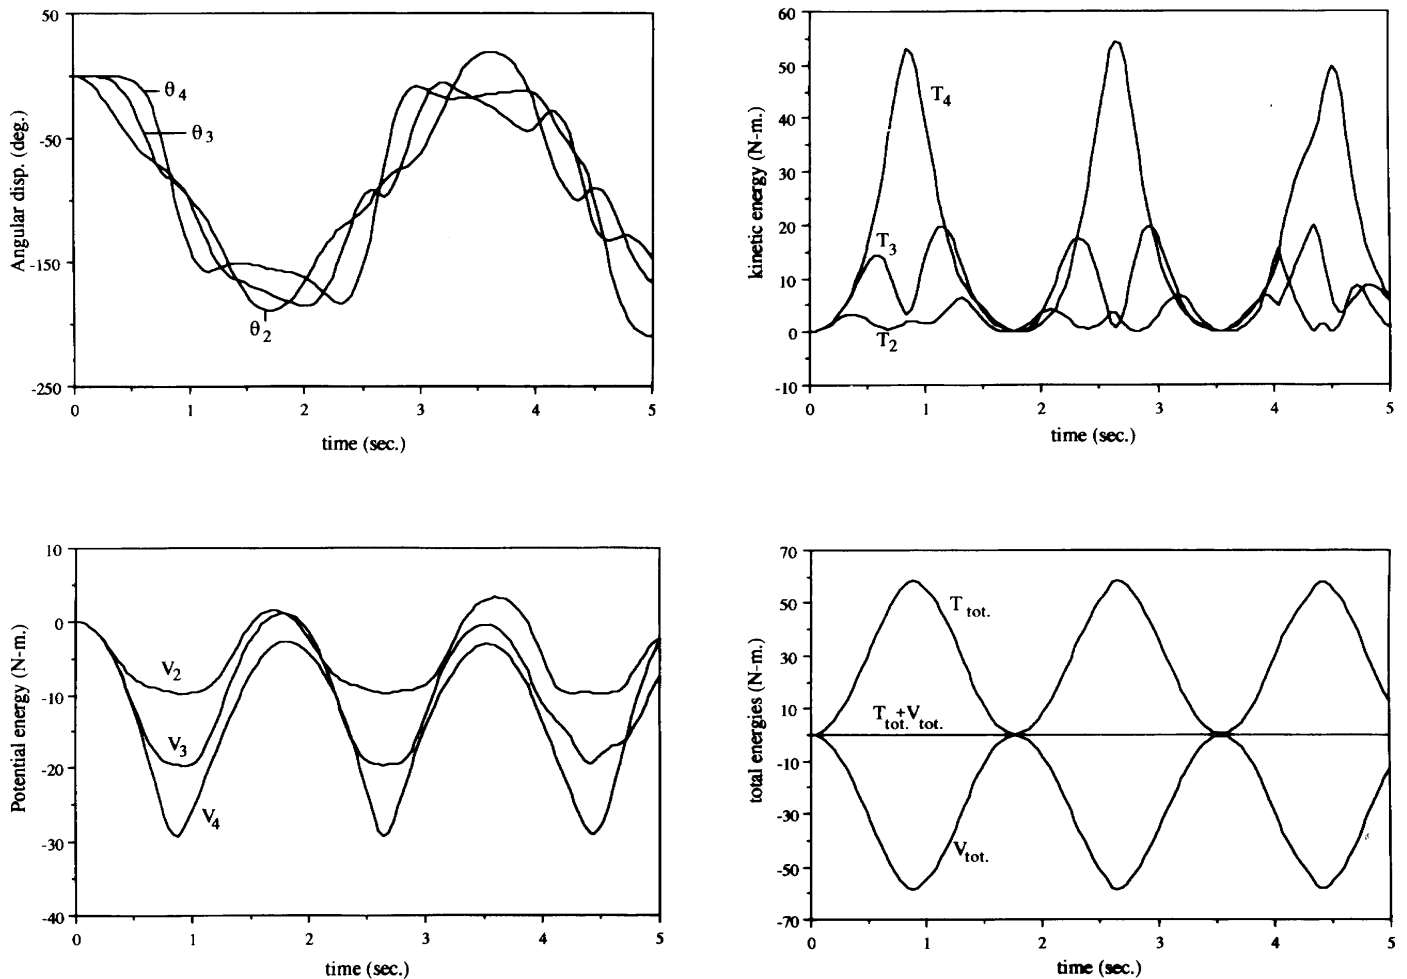 50
-50
-150
-250
Angular disp. (deg.)
θ4
θ3
θ2
0 1 2 3 4 5
time (sec.)
60
50
40
30
20
10
0
-10
kinetic energy (N-m.)
T4
T3
T2
0 1 2 3 4 5
time (sec.)
10
0
-10
-20
-30
-40
Potential energy (N-m.)
V2
V3
V4
0 1 2 3 4 5
time (sec.)
70
50
30
10
-10
-30
-50
-70
total energies (N-m.)
T tot.
Ttot.+Vtot.
Vtot.
0 1 2 3 4 5
time (sec.)